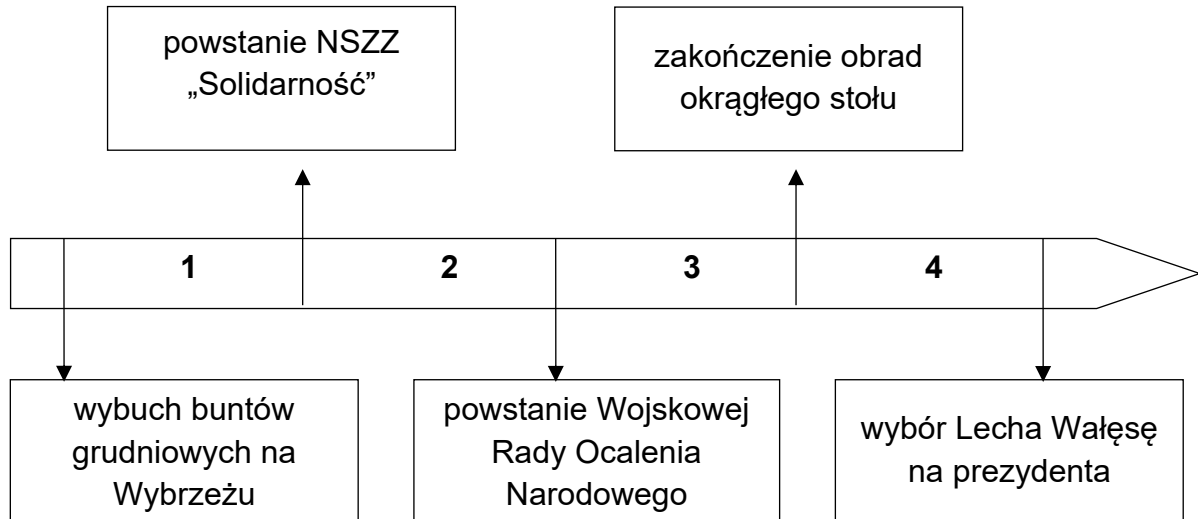 powstanie NSZZ
„Solidarność”
zakończenie obrad
okrągłego stołu
1
2
3
4
wybuch buntów
grudniowych na
Wybrzeżu
powstanie Wojskowej
Rady Ocalenia
Narodowego
wybór Lecha Wałęsę
na prezydenta